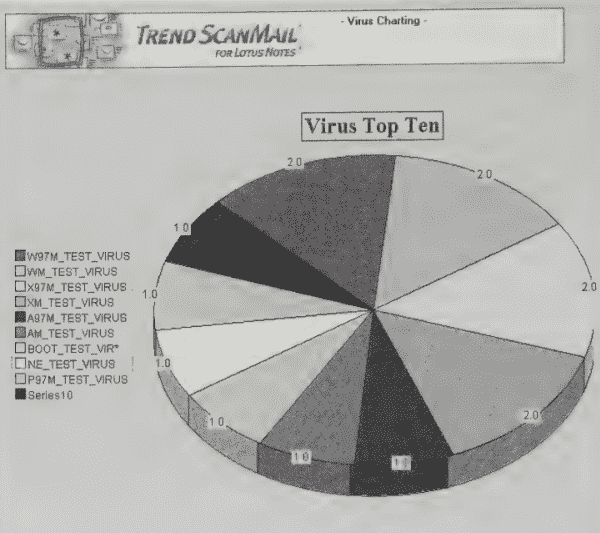 - Virus Charting -
TREND SCANMAIL
FOR LOTUS NOTES
Virus Top Ten
2.0
2.0
1.0
2.0
1.0
1.0
1.0
2.0
1.0
1.0
W97M_TEST_VIRUS
WM_TEST_VIRUS
X97M_TEST_VIRUS
XM_TEST_VIRUS
A97M_TEST_VIRUS
AM_TEST_VIRUS
BOOT_TEST_VIR*
NE_TEST_VIRUS
P97M_TEST_VIRUS
Series10